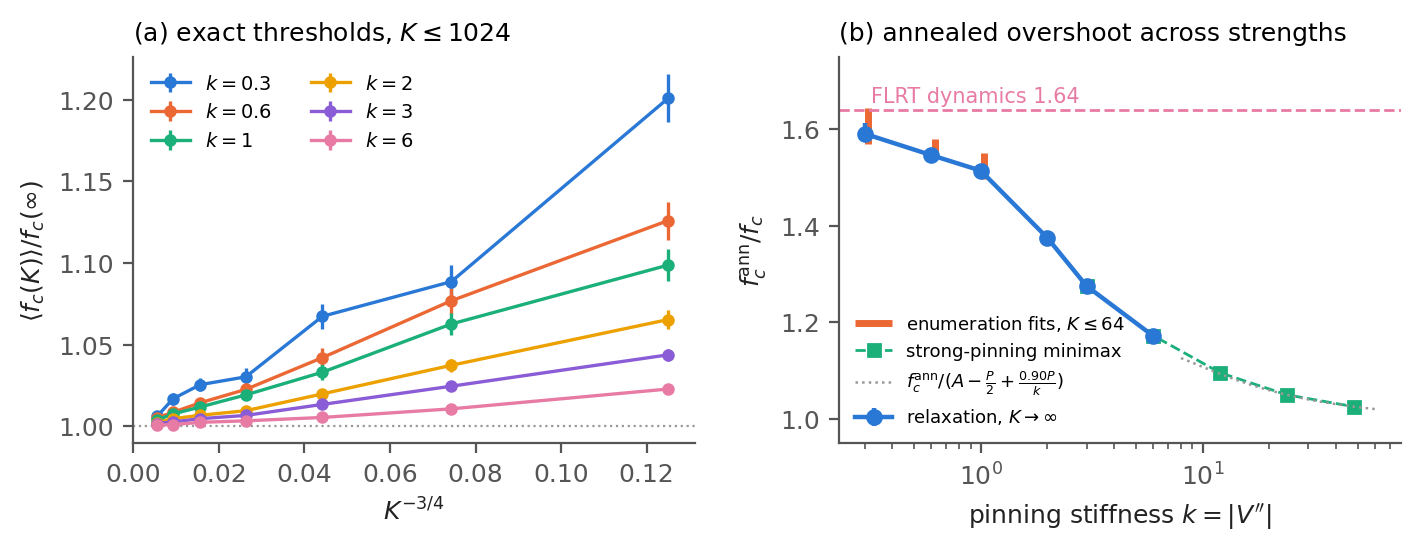 (a) exact thresholds, K ≤ 1024
k = 0.3
k = 0.6
k = 1
k = 2
k = 3
k = 6
⟨f_c(K)⟩/f_c(∞)
1.20
1.15
1.10
1.05
1.00
0.00 0.02 0.04 0.06 0.08 0.10 0.12
K^{-3/4}
(b) annealed overshoot across strengths
FLRT dynamics 1.64
f_c^{ann}/f_c
1.6
1.4
1.2
1.0
enumeration fits, K ≤ 64
strong-pinning minimax
f_c^{ann}/(A − P/2 + 0.90P/k)
relaxation, K → ∞
10^0 10^1
pinning stiffness k = |V″|